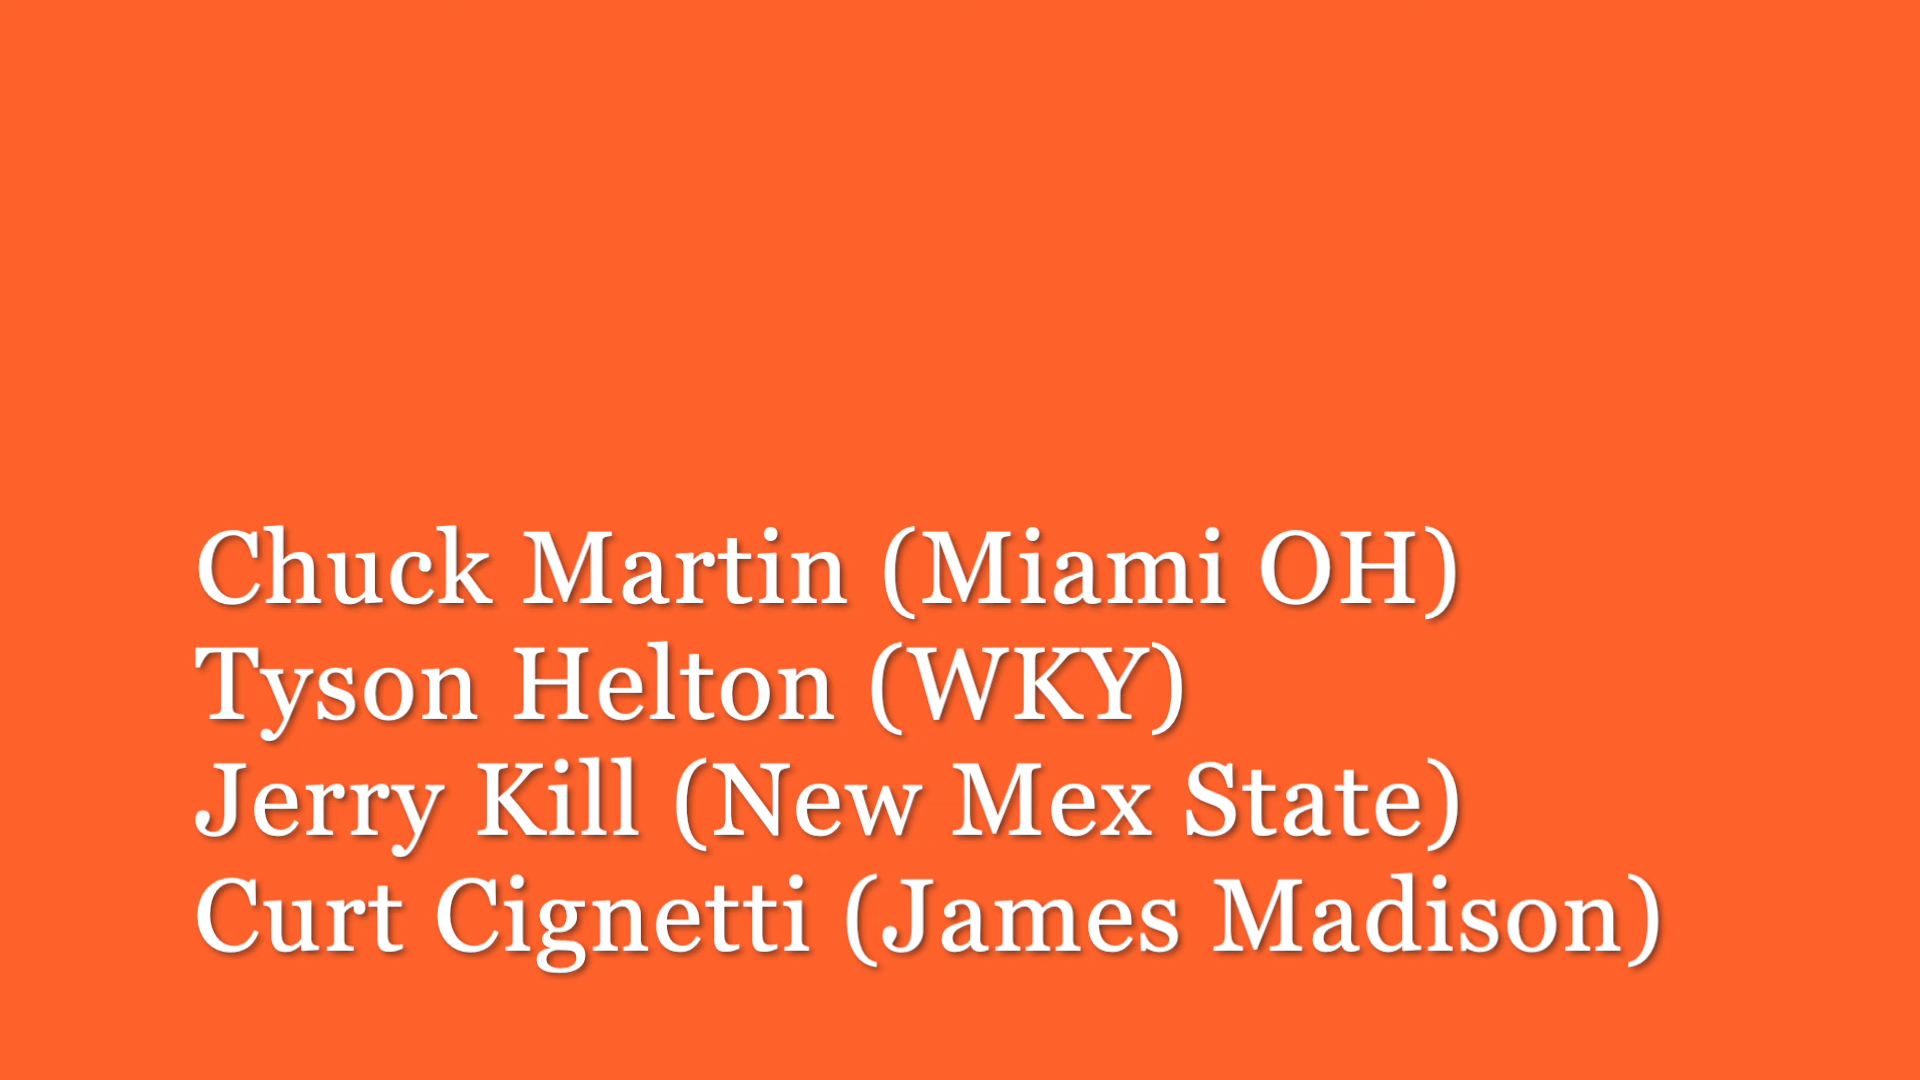 Chuck Martin (Miami OH)
Tyson Helton (WKY)
Jerry Kill (New Mex State)
Curt Cignetti (James Madison)